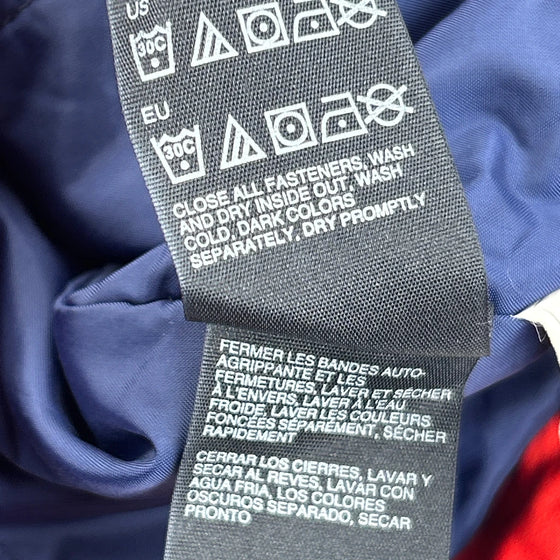 US
30C
EU
30C
CLOSE ALL FASTENERS, WASH
AND DRY INSIDE OUT, WASH
COLD, DARK COLORS
SEPARATELY, DRY PROMPTLY
FERMER LES BANDES AUTO-
AGRIPPANTE ET LES
FERMETURES, LAVER ET SÉCHER
À L'ENVERS, LAVER À L'EAU
FROIDE, LAVER LES COULEURS
FONCÉES SÉPARÉMENT, SÉCHER
RAPIDEMENT
CERRAR LOS CIERRES, LAVAR Y
SECAR AL REVES, LAVAR CON
AGUA FRIA, LOS COLORES
OSCUROS SEPARADO, SECAR
PRONTO